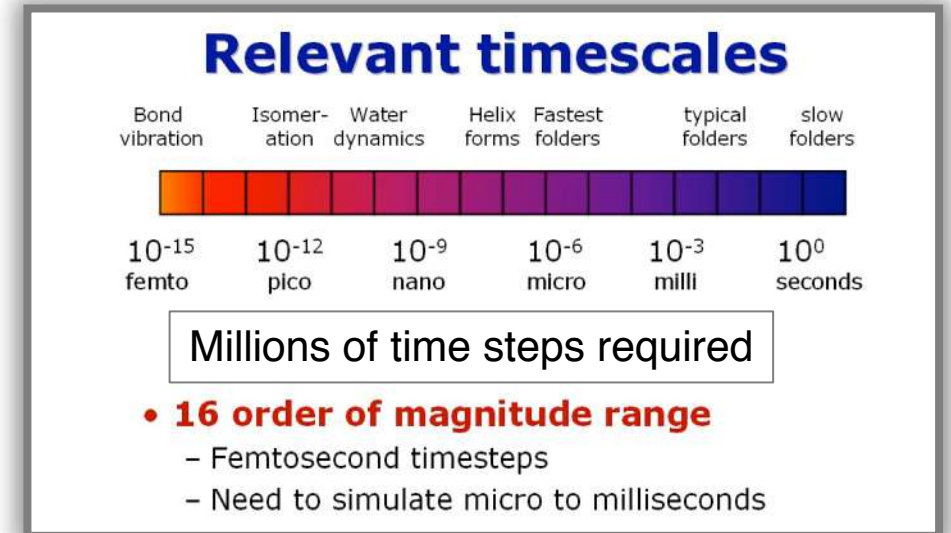 Relevant timescales
Bond Isomer- Water Helix Fastest typical slow
vibration ation dynamics forms folders folders folders
10⁻¹⁵ 10⁻¹² 10⁻⁹ 10⁻⁶ 10⁻³ 10⁰
femto pico nano micro milli seconds
Millions of time steps required
• 16 order of magnitude range
– Femtosecond timesteps
– Need to simulate micro to milliseconds